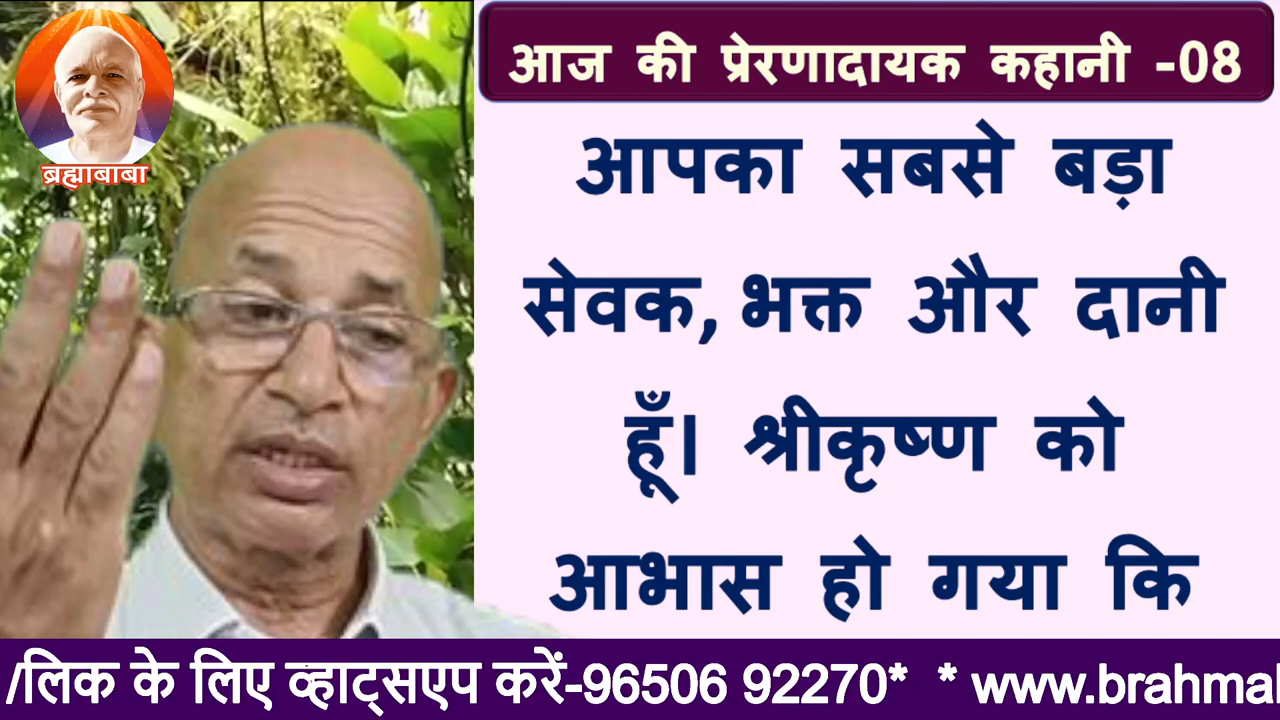 आज की प्रेरणादायक कहानी -08
ब्रह्माबाबा
आपका सबसे बड़ा
सेवक, भक्त और दानी
हूँ। श्रीकृष्ण को
आभास हो गया कि
/लिक के लिए व्हाट्सएप करें-96506 92270* * www.brahma